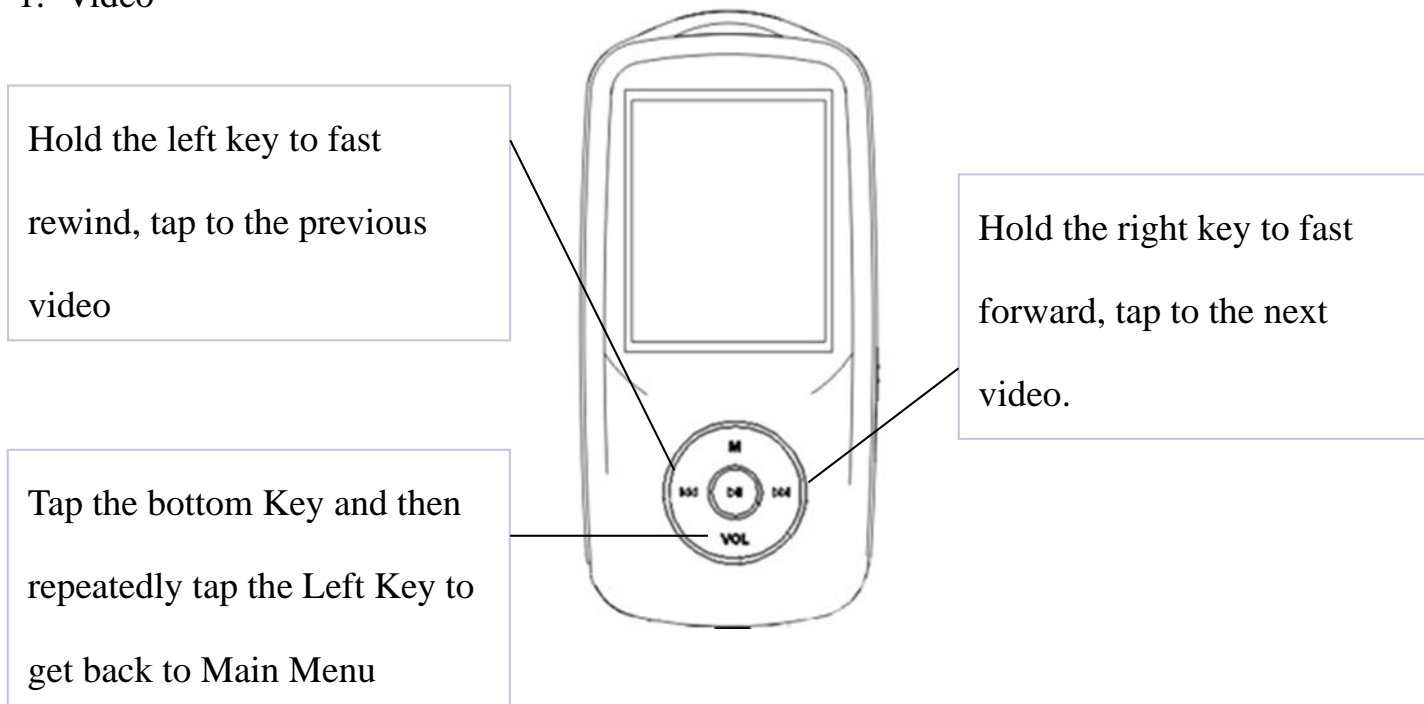 1. Video
Hold the left key to fast
rewind, tap to the previous
video
Hold the right key to fast
forward, tap to the next
video.
M
VOL
Tap the bottom Key and then
repeatedly tap the Left Key to
get back to Main Menu